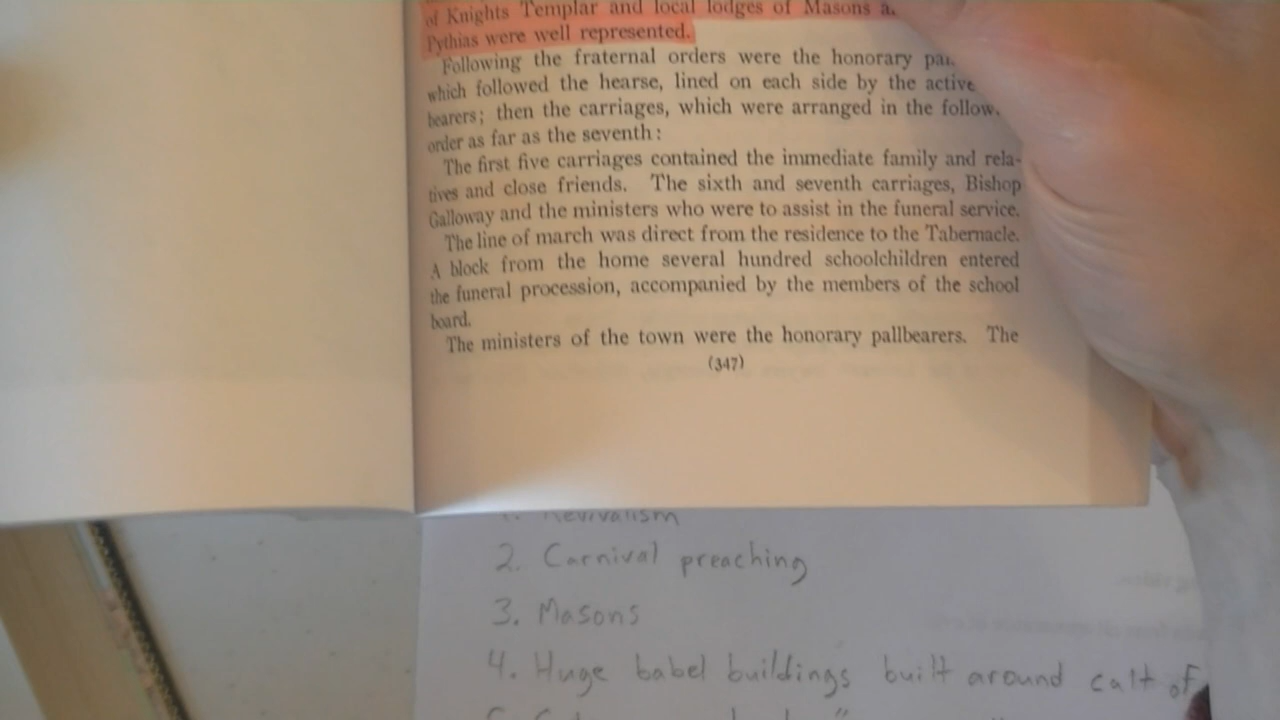 of Knights Templar and local lodges of Masons
Pythias were well represented.
Following the fraternal orders were the honorary
which followed the hearse, lined on each side by the active
bearers; then the carriages, which were arranged in the
order as far as the seventh:
The first five carriages contained the immediate family and rela-
tives and close friends. The sixth and seventh carriages, Bishop
Galloway and the ministers who were to assist in the funeral service.
The line of march was direct from the residence to the Tabernacle.
A block from the home several hundred schoolchildren entered
the funeral procession, accompanied by the members of the school
board.
The ministers of the town were the honorary pallbearers. The
(347)
1. Revivalism
2. Carnival preaching
3. Masons
4. Huge babel buildings built around cult of